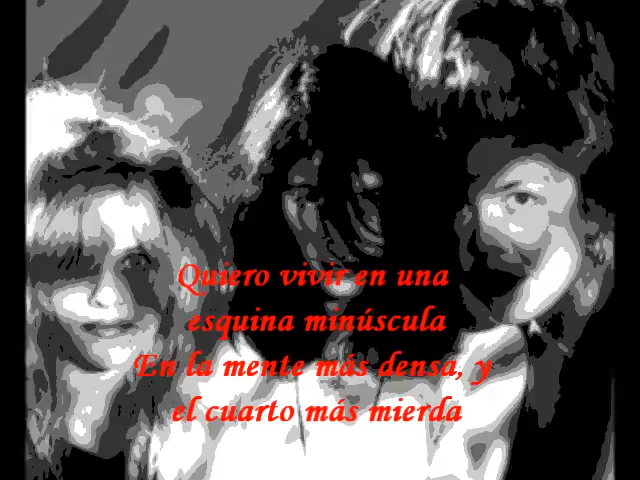 Quiero vivir en una
esquina minúscula
En la mente más densa, y
el cuarto más mierda